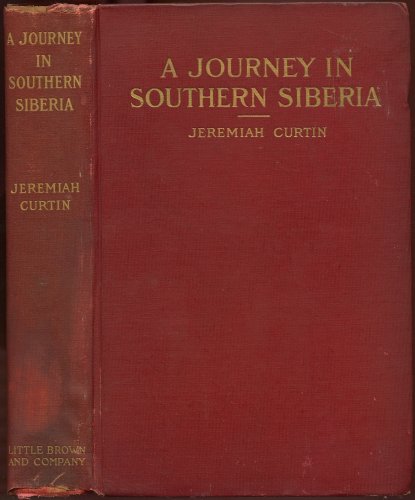 A JOURNEY
IN
SOUTHERN
SIBERIA
JEREMIAH
CURTIN
LITTLE BROWN
AND COMPANY
A JOURNEY IN
SOUTHERN SIBERIA
JEREMIAH CURTIN